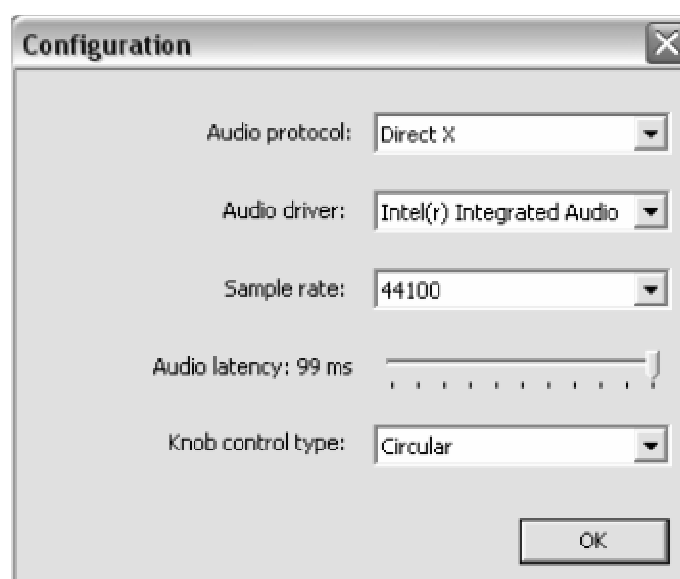 Configuration
Audio protocol: Direct X
Audio driver: Intel(r) Integrated Audio
Sample rate: 44100
Audio latency: 99 ms
Knob control type: Circular
OK